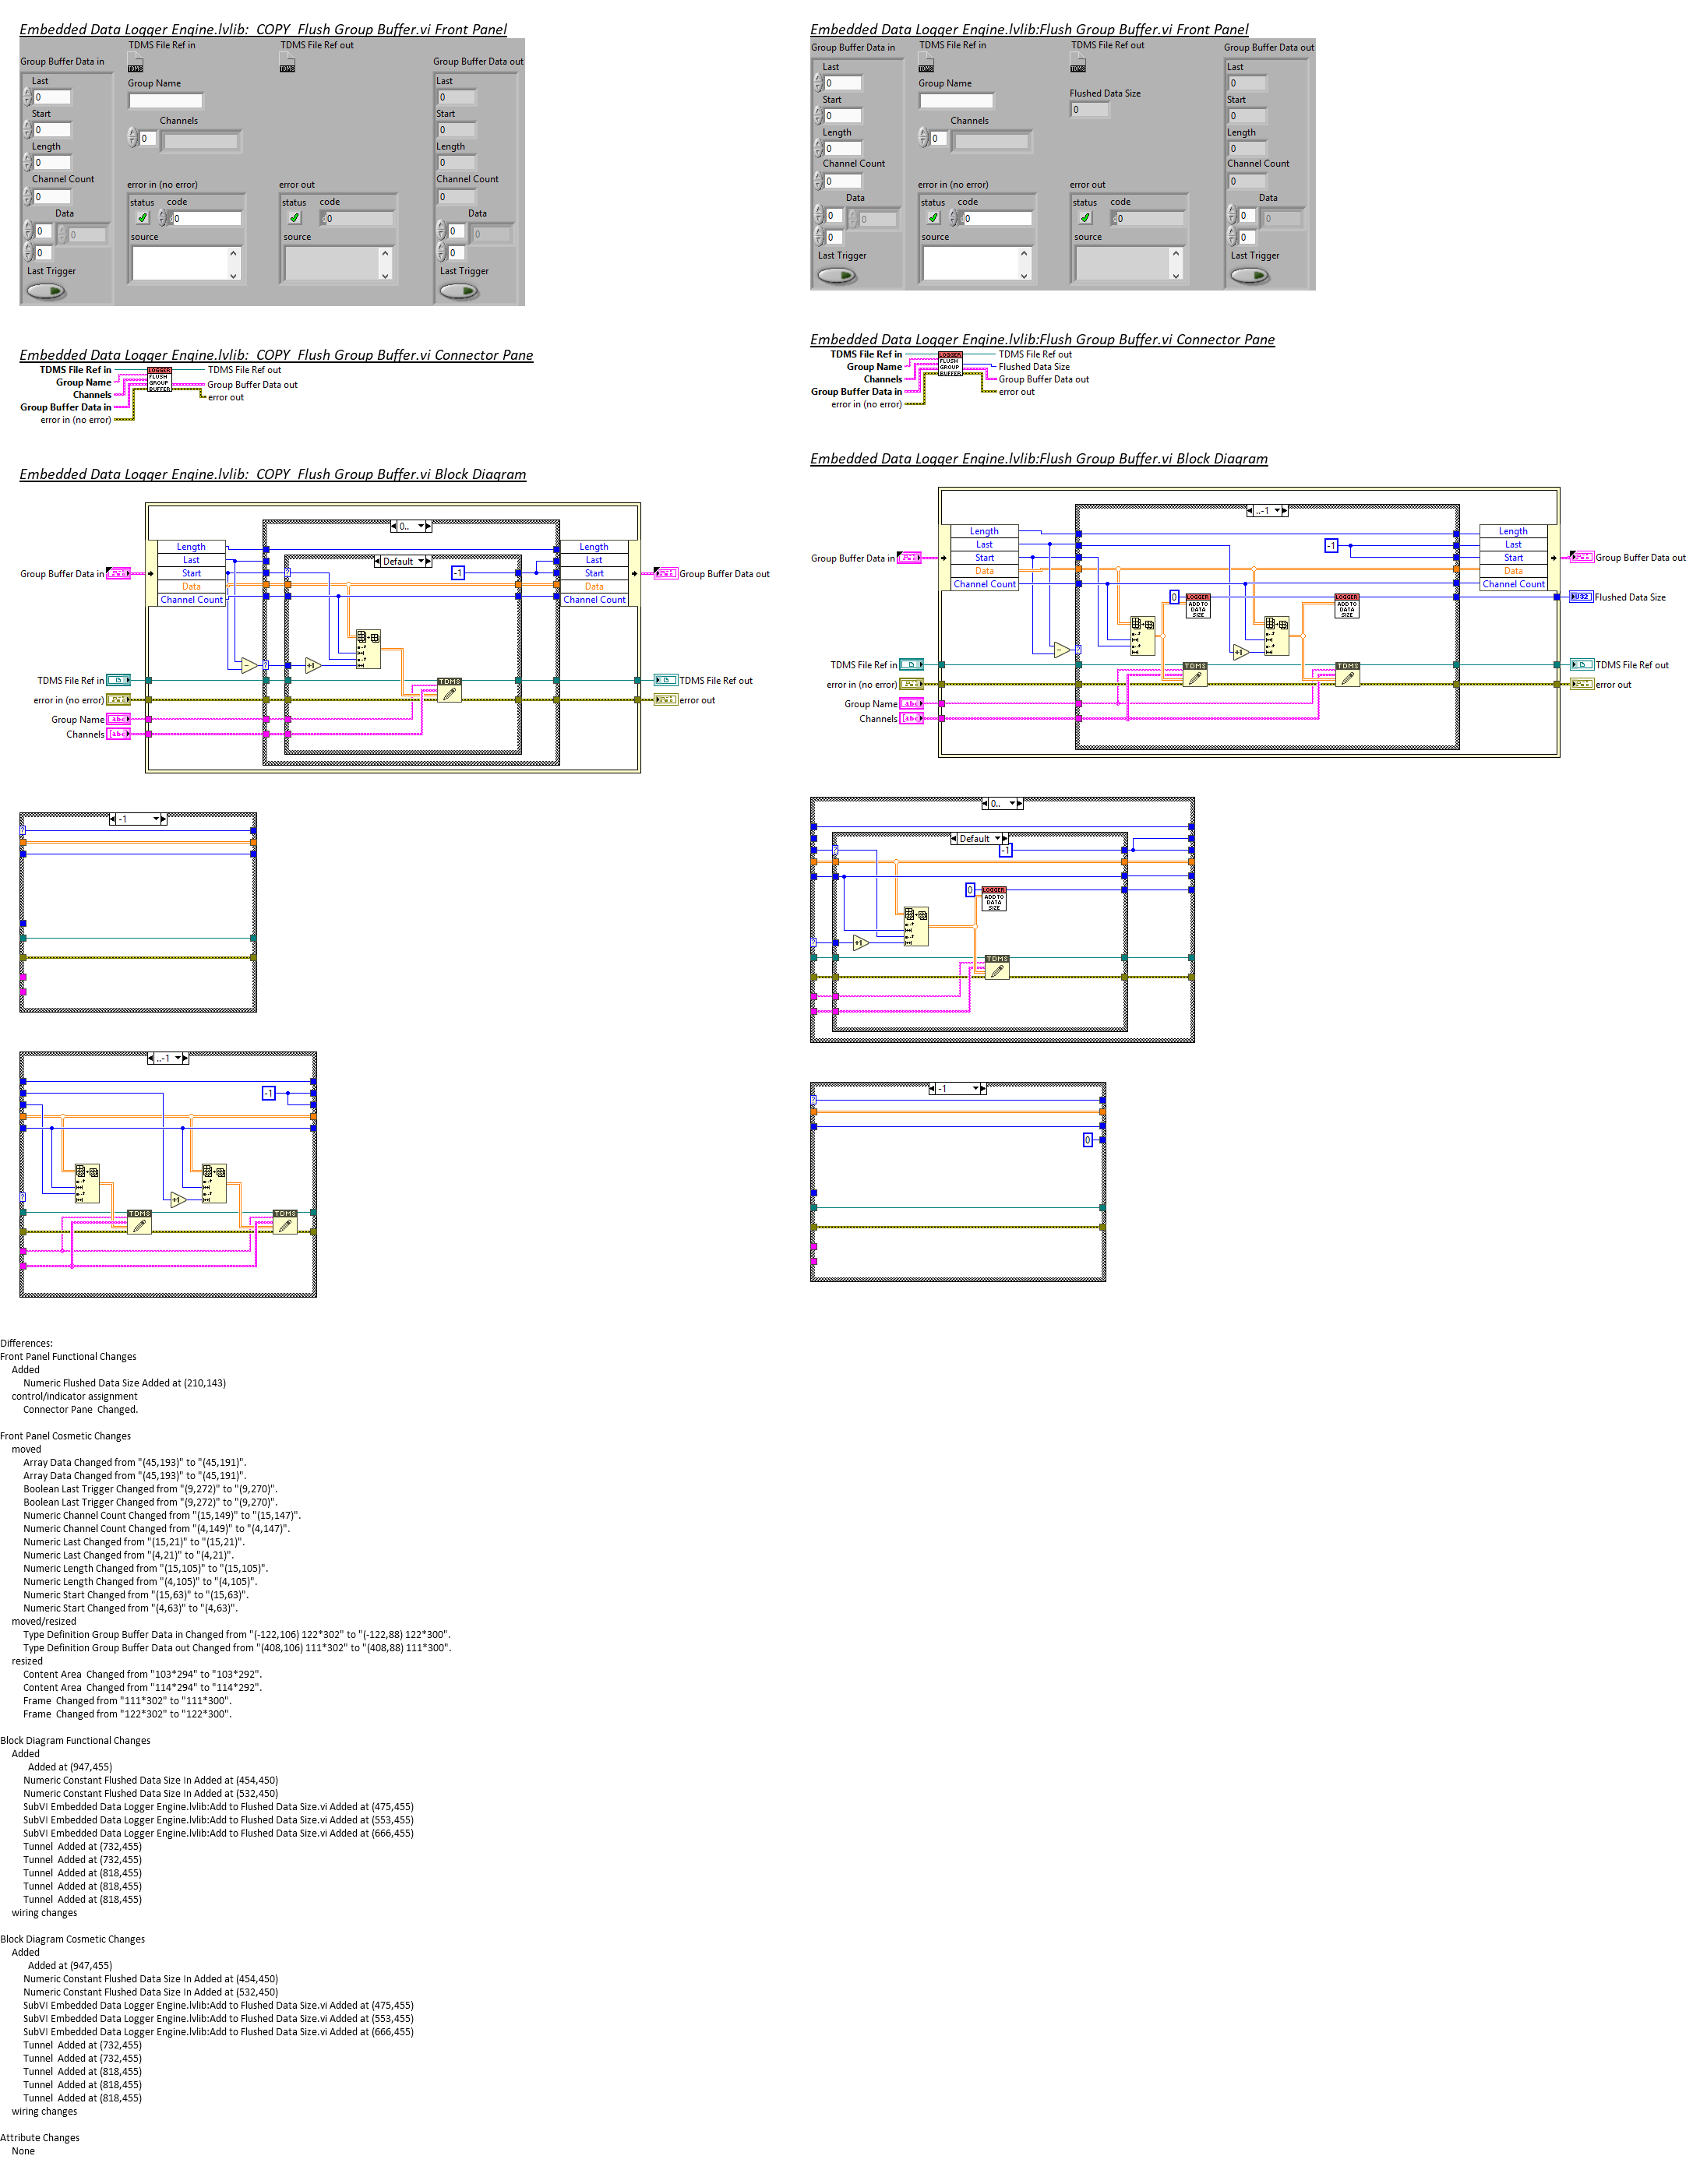 Embedded Data Logger Engine.lvlib:  COPY  Flush Group Buffer.vi Front Panel
Group Buffer Data in
Last
0
Start
0
Length
0
Channel Count
0
Data
0
0
0
Last Trigger
TDMS File Ref in
TDMS
Group Name
Channels
0
error in (no error)
status
code
0
source
TDMS File Ref out
TDMS
error out
status
code
0
source
Group Buffer Data out
Last
0
Start
0
Length
0
Channel Count
0
Data
0
0
0
Last Trigger
Embedded Data Logger Engine.lvlib:  COPY  Flush Group Buffer.vi Connector Pane
TDMS File Ref in
Group Name
Channels
Group Buffer Data in
error in (no error)
LOGGER
FLUSH
GROUP
BUFFER
TDMS File Ref out
Group Buffer Data out
error out
Embedded Data Logger Engine.lvlib:  COPY  Flush Group Buffer.vi Block Diagram
0..
Default
Length
Last
Start
Data
Channel Count
-1
Length
Last
Start
Data
Channel Count
Group Buffer Data in
Group Buffer Data out
+1
TDMS
TDMS File Ref in
TDMS File Ref out
error in (no error)
error out
Group Name
abc
Channels
abc
-1
..-1
-1
+1
TDMS
TDMS
Embedded Data Logger Engine.lvlib:Flush Group Buffer.vi Front Panel
Group Buffer Data in
Last
0
Start
0
Length
0
Channel Count
0
Data
0
0
0
Last Trigger
TDMS File Ref in
TDMS
Group Name
Channels
0
error in (no error)
status
code
0
source
TDMS File Ref out
TDMS
Flushed Data Size
0
error out
status
code
0
source
Group Buffer Data out
Last
0
Start
0
Length
0
Channel Count
0
Data
0
0
0
Last Trigger
Embedded Data Logger Engine.lvlib:Flush Group Buffer.vi Connector Pane
TDMS File Ref in
Group Name
Channels
Group Buffer Data in
error in (no error)
LOGGER
FLUSH
GROUP
BUFFER
TDMS File Ref out
Flushed Data Size
Group Buffer Data out
error out
Embedded Data Logger Engine.lvlib:Flush Group Buffer.vi Block Diagram
..-1
Length
Last
Start
Data
Channel Count
-1
Length
Last
Start
Data
Channel Count
Group Buffer Data in
Group Buffer Data out
0
LOGGER
ADD TO
DATA
SIZE
LOGGER
ADD TO
DATA
SIZE
U32
Flushed Data Size
+1
TDMS
TDMS
TDMS File Ref in
TDMS File Ref out
error in (no error)
error out
Group Name
abc
Channels
abc
0..
Default
-1
0
LOGGER
ADD TO
DATA
SIZE
+1
TDMS
-1
0
Differences:
Front Panel Functional Changes
Added
Numeric Flushed Data Size Added at (210,143)
control/indicator assignment
Connector Pane  Changed.
Front Panel Cosmetic Changes
moved
Array Data Changed from "(45,193)" to "(45,191)".
Array Data Changed from "(45,193)" to "(45,191)".
Boolean Last Trigger Changed from "(9,272)" to "(9,270)".
Boolean Last Trigger Changed from "(9,272)" to "(9,270)".
Numeric Channel Count Changed from "(15,149)" to "(15,147)".
Numeric Channel Count Changed from "(4,149)" to "(4,147)".
Numeric Last Changed from "(15,21)" to "(15,21)".
Numeric Last Changed from "(4,21)" to "(4,21)".
Numeric Length Changed from "(15,105)" to "(15,105)".
Numeric Length Changed from "(4,105)" to "(4,105)".
Numeric Start Changed from "(15,63)" to "(15,63)".
Numeric Start Changed from "(4,63)" to "(4,63)".
moved/resized
Type Definition Group Buffer Data in Changed from "(-122,106) 122*302" to "(-122,88) 122*300".
Type Definition Group Buffer Data out Changed from "(408,106) 111*302" to "(408,88) 111*300".
resized
Content Area  Changed from "103*294" to "103*292".
Content Area  Changed from "114*294" to "114*292".
Frame  Changed from "111*302" to "111*300".
Frame  Changed from "122*302" to "122*300".
Block Diagram Functional Changes
Added
Added at (947,455)
Numeric Constant Flushed Data Size In Added at (454,450)
Numeric Constant Flushed Data Size In Added at (532,450)
SubVI Embedded Data Logger Engine.lvlib:Add to Flushed Data Size.vi Added at (475,455)
SubVI Embedded Data Logger Engine.lvlib:Add to Flushed Data Size.vi Added at (553,455)
SubVI Embedded Data Logger Engine.lvlib:Add to Flushed Data Size.vi Added at (666,455)
Tunnel  Added at (732,455)
Tunnel  Added at (732,455)
Tunnel  Added at (818,455)
Tunnel  Added at (818,455)
Tunnel  Added at (818,455)
wiring changes
Block Diagram Cosmetic Changes
Added
Added at (947,455)
Numeric Constant Flushed Data Size In Added at (454,450)
Numeric Constant Flushed Data Size In Added at (532,450)
SubVI Embedded Data Logger Engine.lvlib:Add to Flushed Data Size.vi Added at (475,455)
SubVI Embedded Data Logger Engine.lvlib:Add to Flushed Data Size.vi Added at (553,455)
SubVI Embedded Data Logger Engine.lvlib:Add to Flushed Data Size.vi Added at (666,455)
Tunnel  Added at (732,455)
Tunnel  Added at (732,455)
Tunnel  Added at (818,455)
Tunnel  Added at (818,455)
Tunnel  Added at (818,455)
wiring changes
Attribute Changes
None